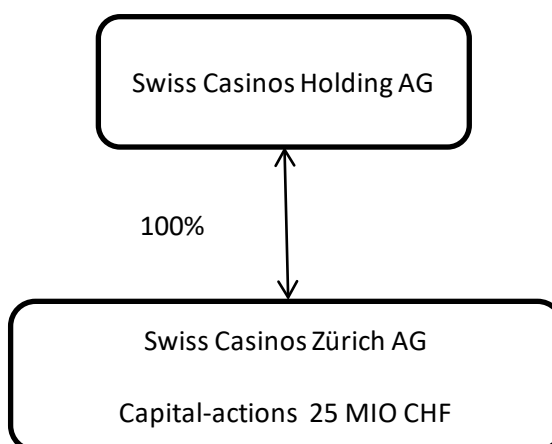 Swiss Casinos Holding AG
100%
Swiss Casinos Zürich AG
Capital-actions 25 MIO CHF